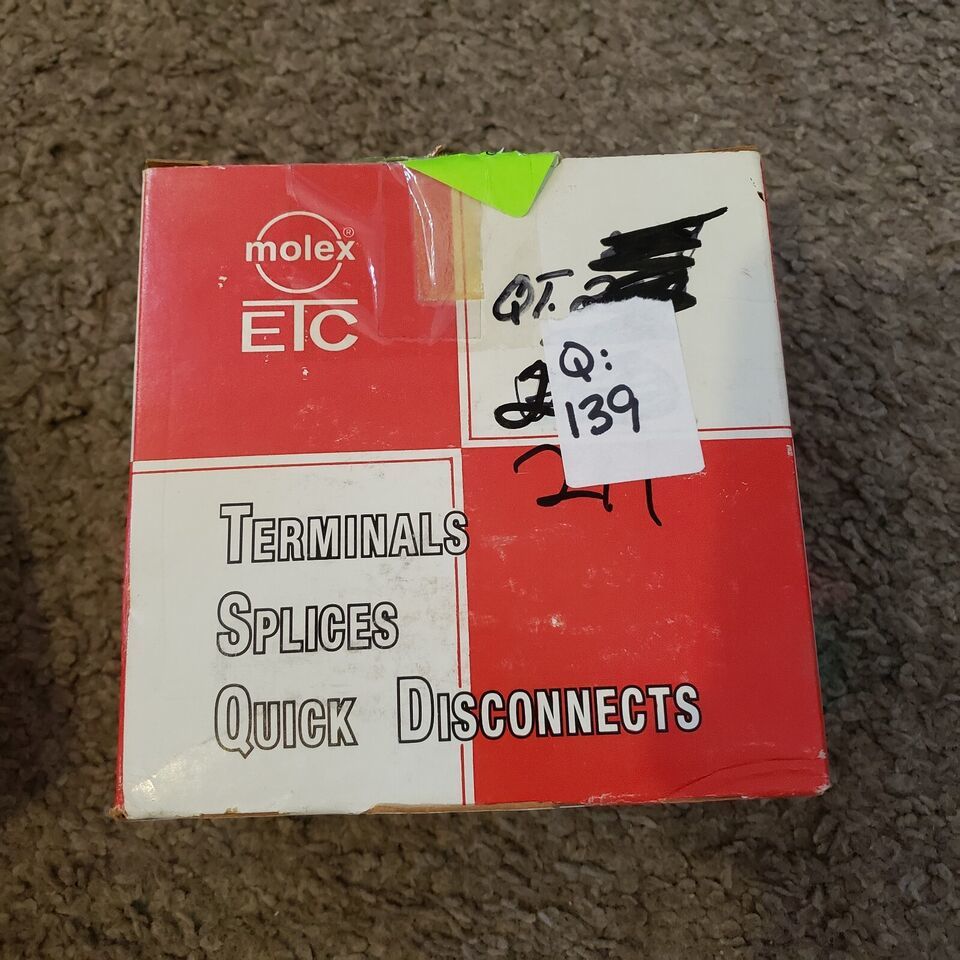 molex®
ETC
QT.
Q:
139
TERMINALS
SPLICES
QUICK DISCONNECTS